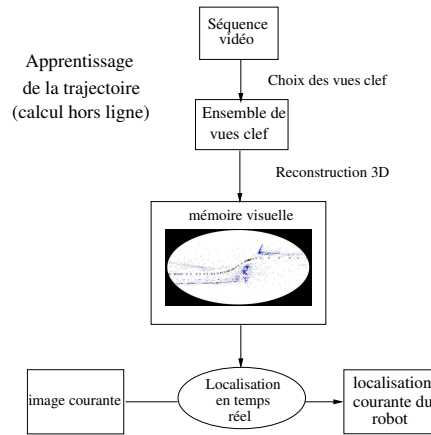 Séquence
vidéo
Apprentissage
de la trajectoire
(calcul hors ligne)
Choix des vues clef
Ensemble de
vues clef
Reconstruction 3D
mémoire visuelle
image courante
Localisation
en temps
réel
localisation
courante du
robot